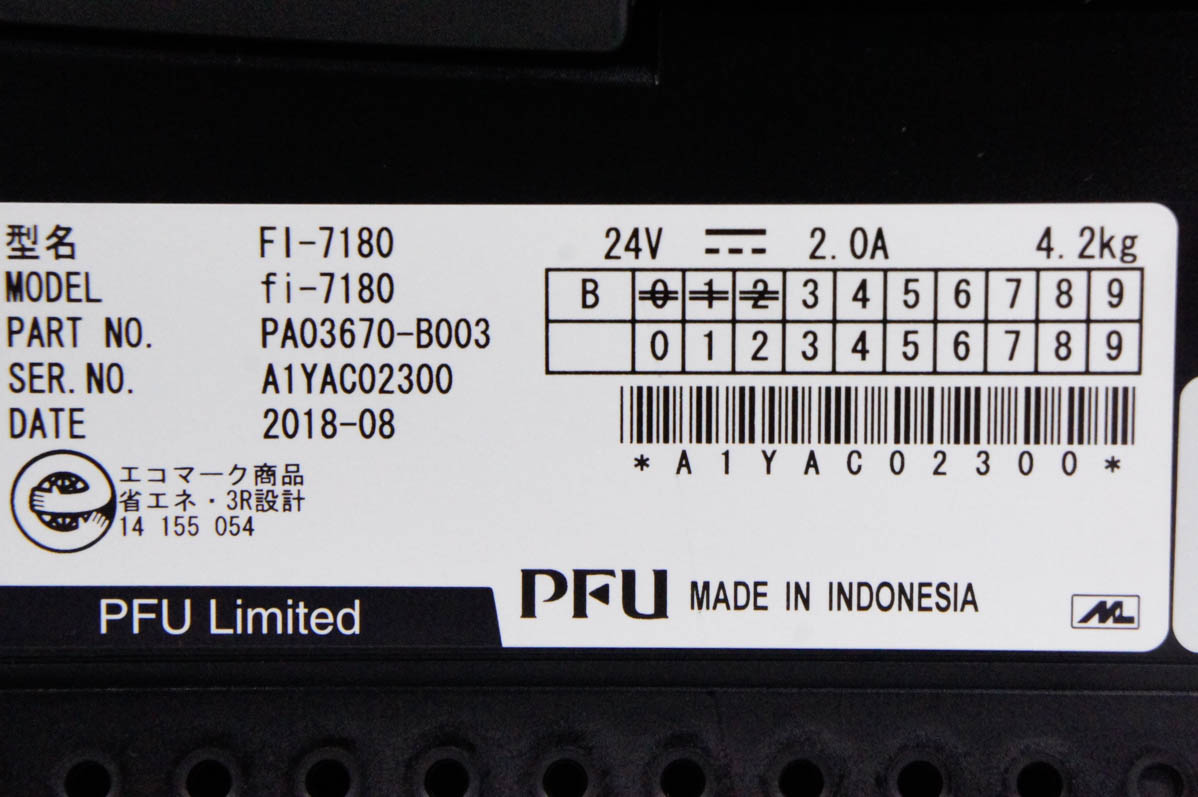 型名 FI-7180 24V 2.0A 4.2kg
MODEL fi-7180
PART NO. PA03670-B003
SER.NO. A1YAC02300
DATE 2018-08
B 0 1 2 3 4 5 6 7 8 9
0 1 2 3 4 5 6 7 8 9
*A1YAC02300*
エコマーク商品
省エネ・3R設計
14 155 054
PFU Limited
PFU MADE IN INDONESIA
ML